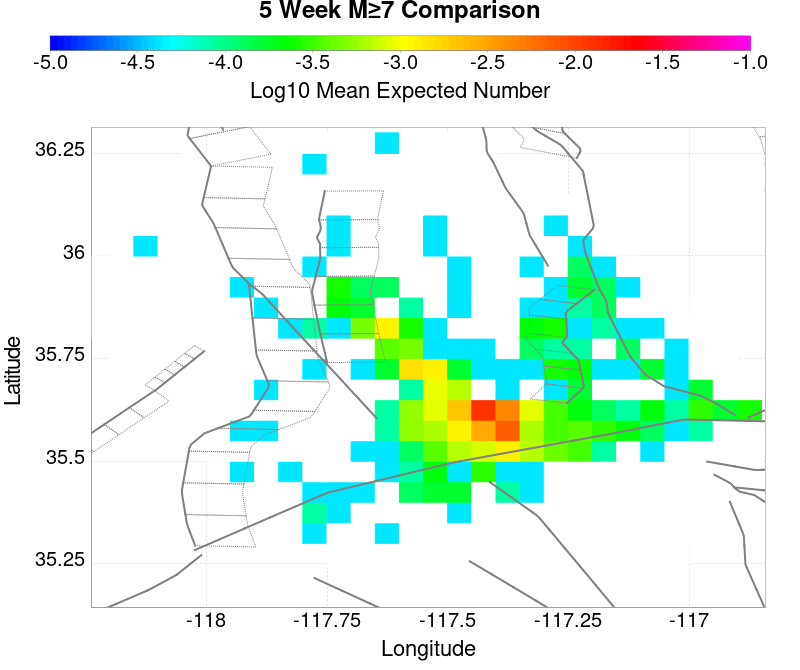 5 Week M≥7 Comparison
-5.0 -4.5 -4.0 -3.5 -3.0 -2.5 -2.0 -1.5 -1.0
Log10 Mean Expected Number
36.25
36
35.75
35.5
35.25
Latitude
-118 -117.75 -117.5 -117.25 -117
Longitude